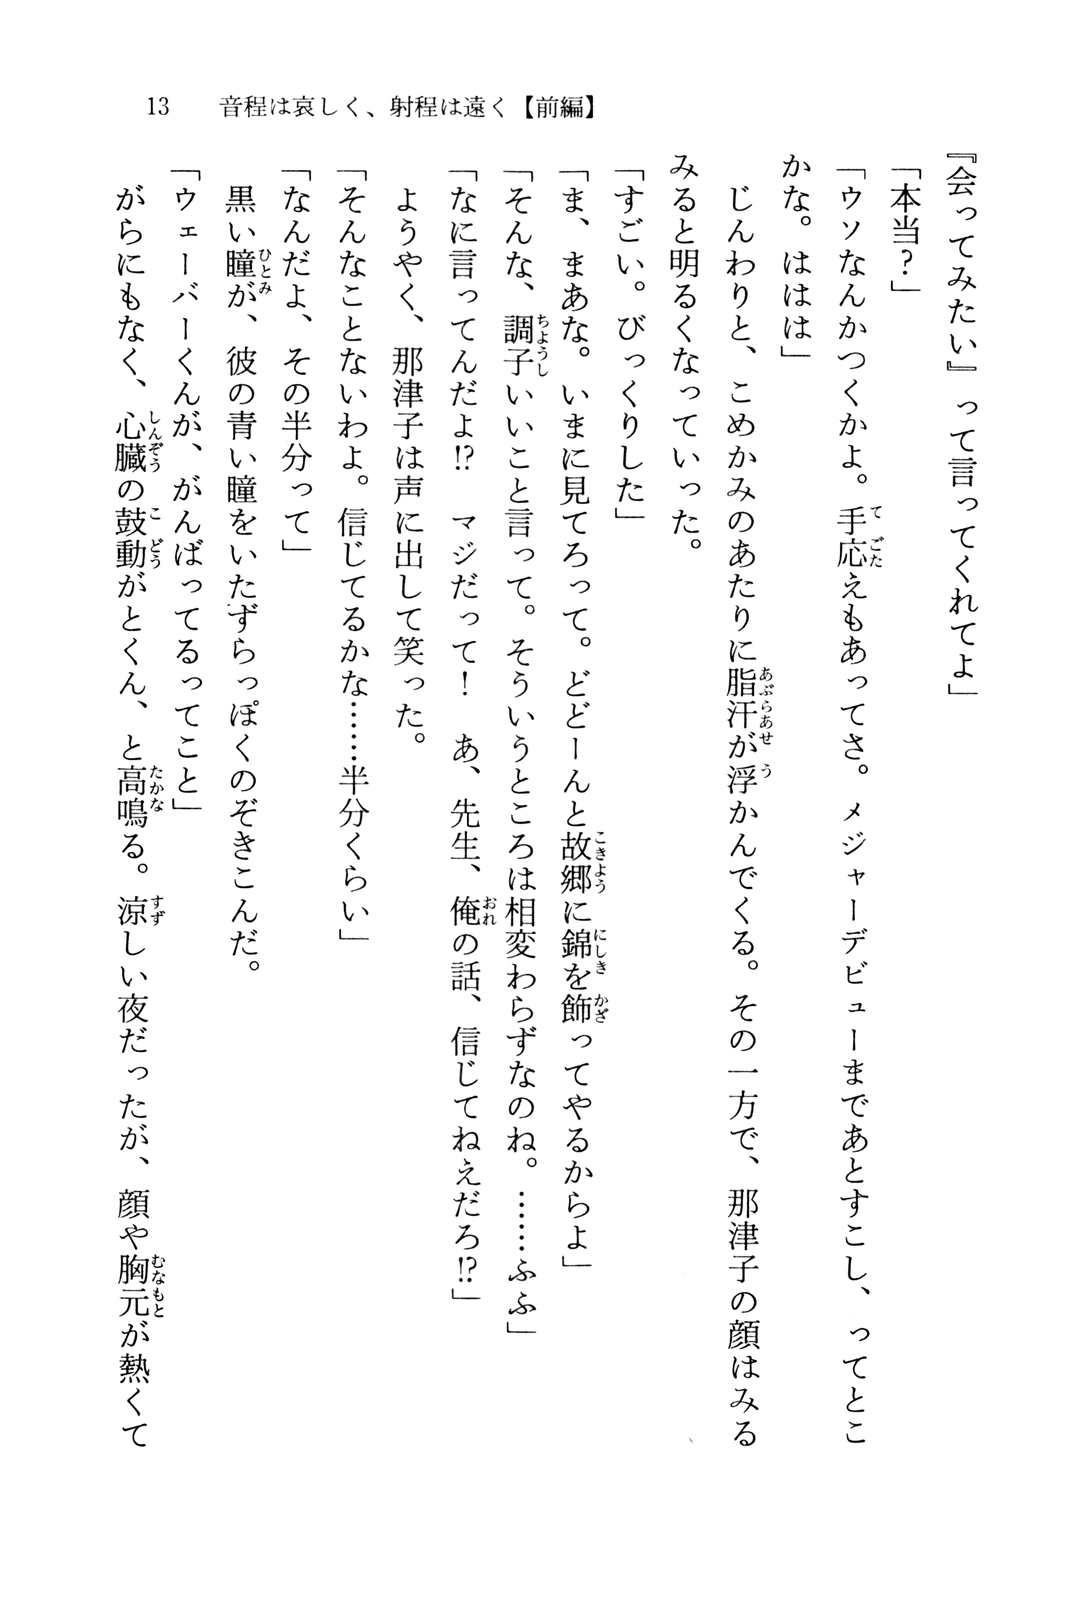 13　音程は哀しく、射程は遠く【前編】
『会ってみたい』って言ってくれてよ」
「本当?」
「ウソなんかつくかよ。手応えもあってさ。メジャーデビューまであとすこし、ってとこ
かな。ははは」
　じんわりと、こめかみのあたりに脂汗が浮かんでくる。その一方で、那津子の顔はみる
みると明るくなっていった。
「すごい。びっくりした」
「ま、まあな。いまに見てろって。どどーんと故郷に錦を飾ってやるからよ」
「そんな、調子いいこと言って。そういうところは相変わらずなのね。……ふふ」
「なに言ってんだよ!?　マジだって!　あ、先生、俺の話、信じてねえだろ!?」
　ようやく、那津子は声に出して笑った。
「そんなことないわよ。信じてるかな……半分くらい」
「なんだよ、その半分って」
　黒い瞳が、彼の青い瞳をいたずらっぽくのぞきこんだ。
「ウェーバーくんが、がんばってるってこと」
　がらにもなく、心臓の鼓動がとくん、と高鳴る。涼しい夜だったが、顔や胸元が熱くて